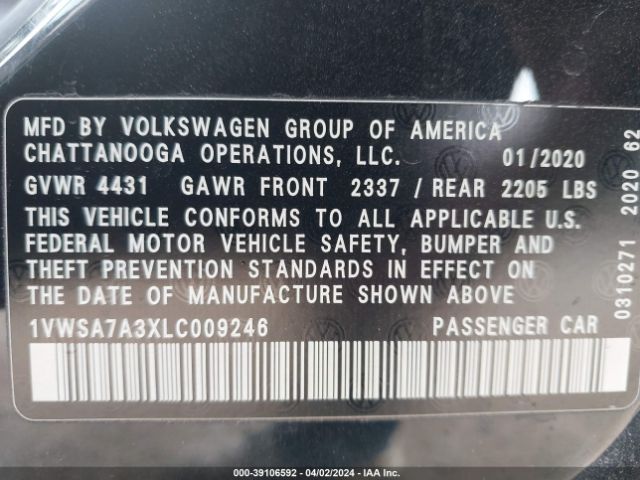 MFD BY VOLKSWAGEN GROUP OF AMERICA
CHATTANOOGA OPERATIONS, LLC. 01/2020
GVWR 4431 GAWR FRONT 2337 / REAR 2205 LBS
THIS VEHICLE CONFORMS TO ALL APPLICABLE U.S.
FEDERAL MOTOR VEHICLE SAFETY, BUMPER AND
THEFT PREVENTION STANDARDS IN EFFECT ON
THE DATE OF MANUFACTURE SHOWN ABOVE
1VWSA7A3XLC009246 PASSENGER CAR
0310271 2020 62
000-39106592 - 04/02/2024 - IAA Inc.